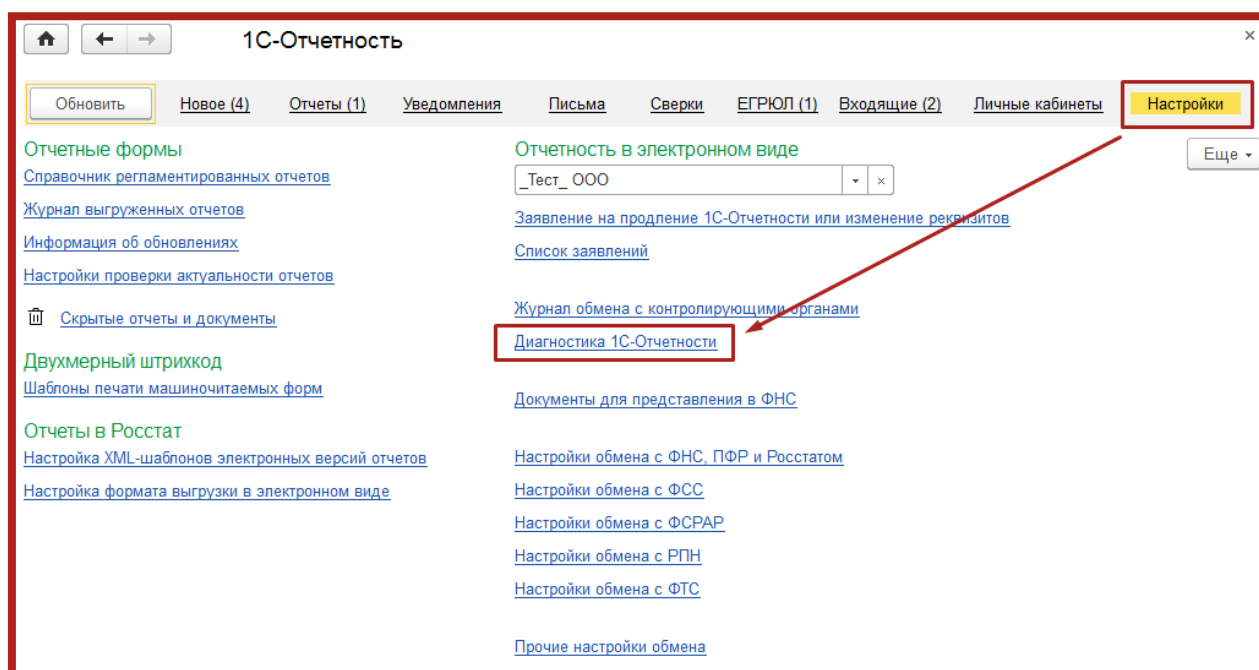 1С-Отчетность
Обновить Новое (4) Отчеты (1) Уведомления Письма Сверки ЕГРЮЛ (1) Входящие (2) Личные кабинеты Настройки
Отчетные формы
Справочник регламентированных отчетов
Журнал выгруженных отчетов
Информация об обновлениях
Настройки проверки актуальности отчетов
Скрытые отчеты и документы
Двухмерный штрихкод
Шаблоны печати машиночитаемых форм
Отчеты в Росстат
Настройка XML-шаблонов электронных версий отчетов
Настройка формата выгрузки в электронном виде
Отчетность в электронном виде
Еще
_Тест_ ООО
Заявление на продление 1С-Отчетности или изменение реквизитов
Список заявлений
Журнал обмена с контролирующими органами
Диагностика 1С-Отчетности
Документы для представления в ФНС
Настройки обмена с ФНС, ПФР и Росстатом
Настройки обмена с ФСС
Настройки обмена с ФСРАР
Настройки обмена с РПН
Настройки обмена с ФТС
Прочие настройки обмена